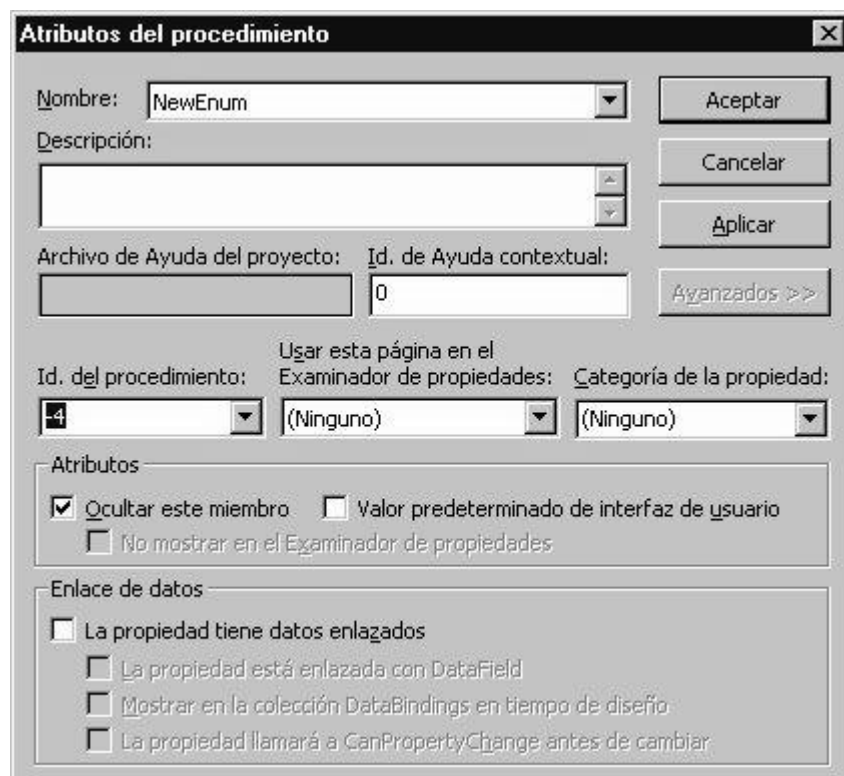 Atributos del procedimiento
Nombre: NewEnum
Aceptar
Descripción:
Cancelar
Aplicar
Archivo de Ayuda del proyecto: Id. de Ayuda contextual:
0
Avanzados >>
Usar esta página en el
Id. del procedimiento: Examinador de propiedades: Categoría de la propiedad:
-4 (Ninguno) (Ninguno)
Atributos
Ocultar este miembro Valor predeterminado de interfaz de usuario
No mostrar en el Examinador de propiedades
Enlace de datos
La propiedad tiene datos enlazados
La propiedad está enlazada con DataField
Mostrar en la colección DataBindings en tiempo de diseño
La propiedad llamará a CanPropertyChange antes de cambiar